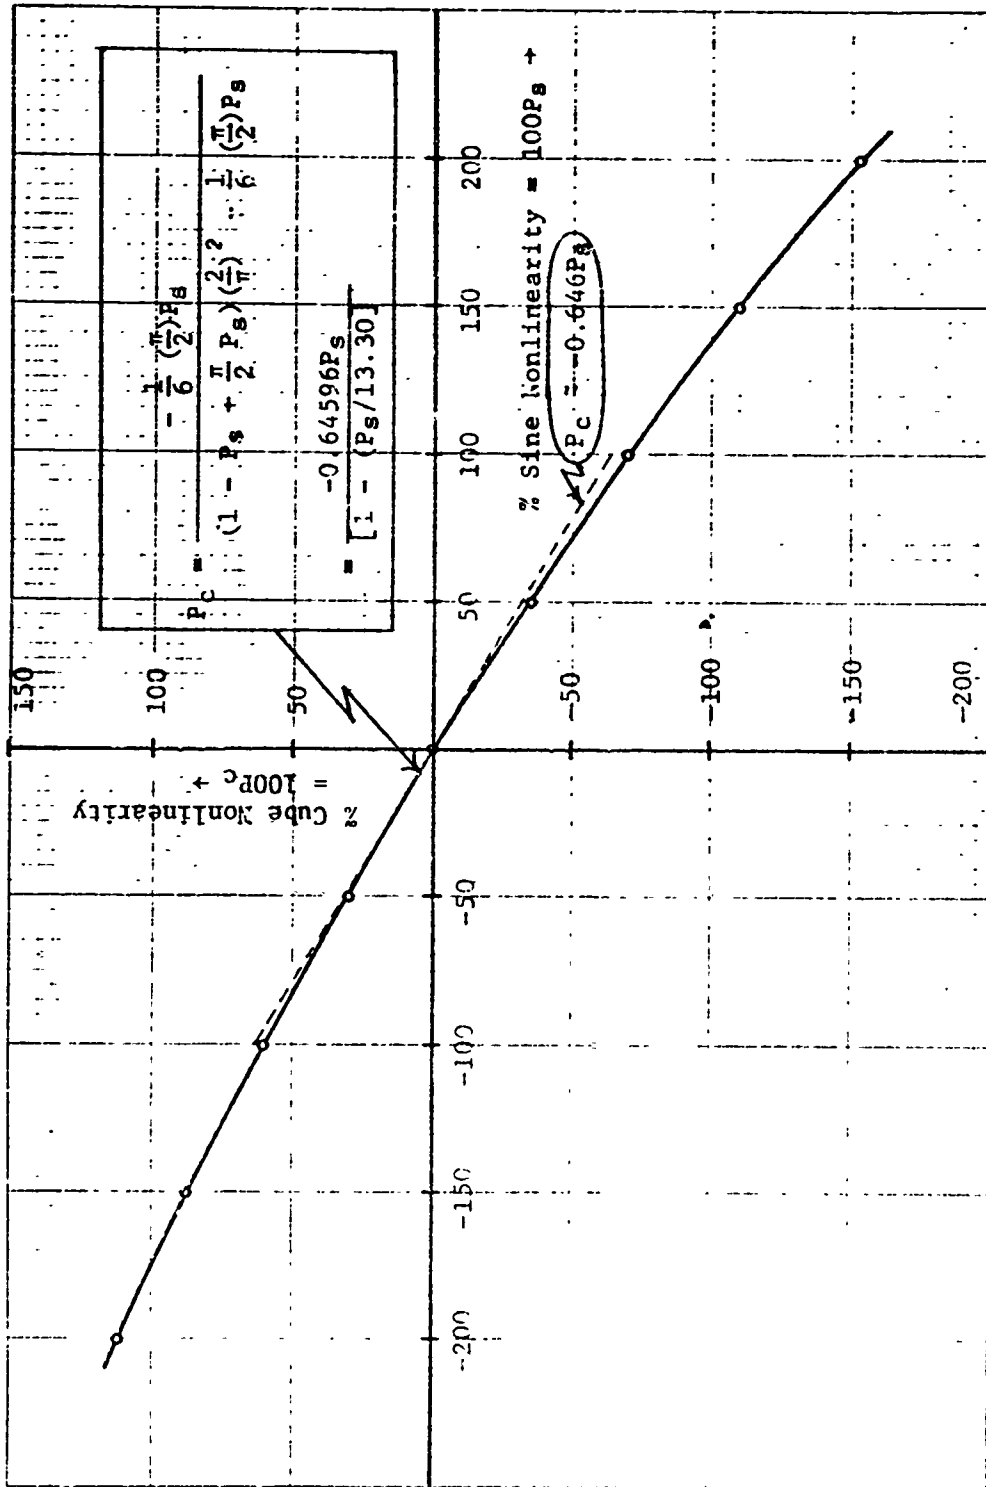 150
100
50
-50
-100
-150
-200
% Cube Nonlinearity
= 100P_c →
-200
-150
-100
-50
50
100
150
200
% Sine Nonlinearity = 100P_s →
P_c ≈ -0.646P_s
P_c = - 1/6 (π/2)P_s
(1 - P_s + π/2 P_s)(2/π)² - 1/6 (π/2)P_s
= -0.64596P_s
[1 - (P_s/13.30]